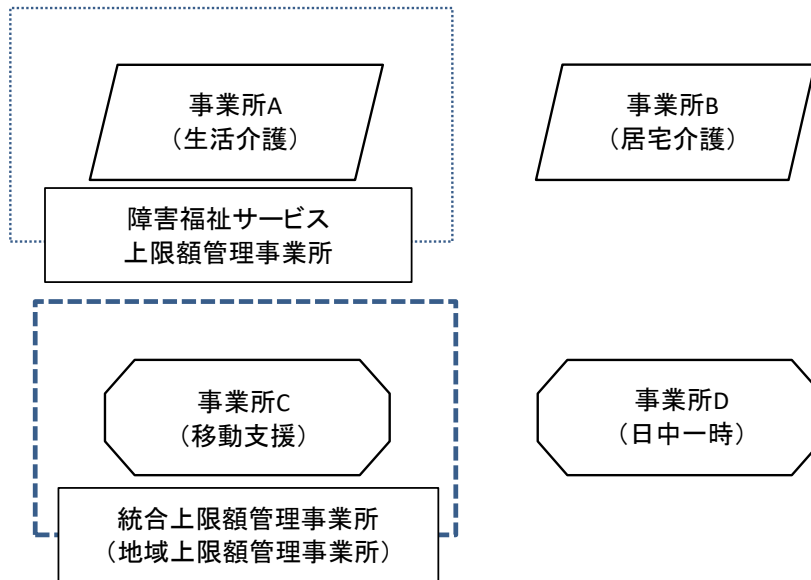 事業所A
（生活介護）
事業所B
（居宅介護）
障害福祉サービス
上限額管理事業所
事業所C
（移動支援）
事業所D
（日中一時）
統合上限額管理事業所
（地域上限額管理事業所）